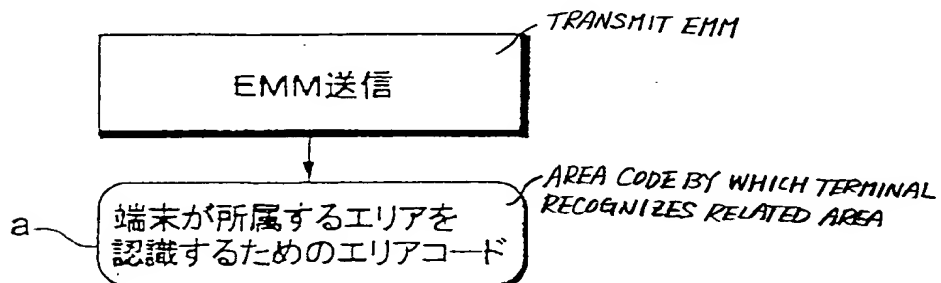 TRANSMIT EMM
EMM送信
AREA CODE BY WHICH TERMINAL
RECOGNIZES RELATED AREA
a
端末が所属するエリアを
認識するためのエリアコード